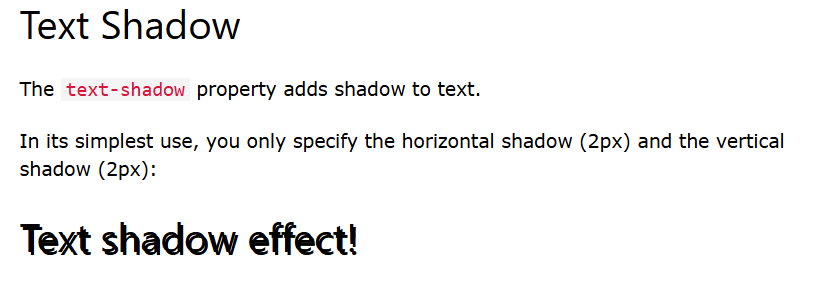 Text Shadow
The text-shadow property adds shadow to text.
In its simplest use, you only specify the horizontal shadow (2px) and the vertical
shadow (2px):
Text shadow effect!